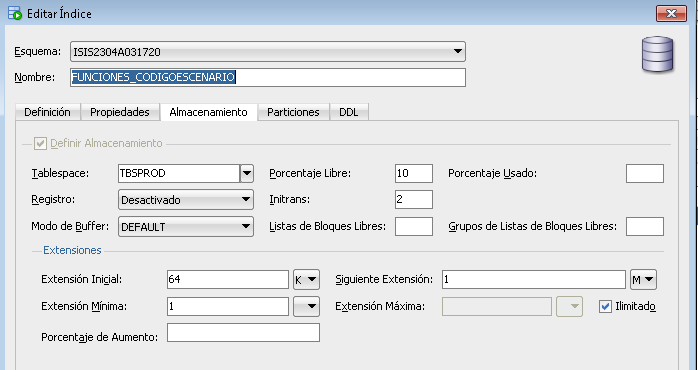 Editar Índice
Esquema: ISIS2304A031720
Nombre: FUNCIONES_CODIGOESCENARIO
Definición Propiedades Almacenamiento Particiones DDL
Definir Almacenamiento
Tablespace: TBSPROD Porcentaje Libre: 10 Porcentaje Usado:
Registro: Desactivado Initrans: 2
Modo de Buffer: DEFAULT Listas de Bloques Libres: Grupos de Listas de Bloques Libres:
Extensiones
Extensión Inicial: 64 K Siguiente Extensión: 1 M
Extensión Mínima: 1 Extensión Máxima: Ilimitado
Porcentaje de Aumento: